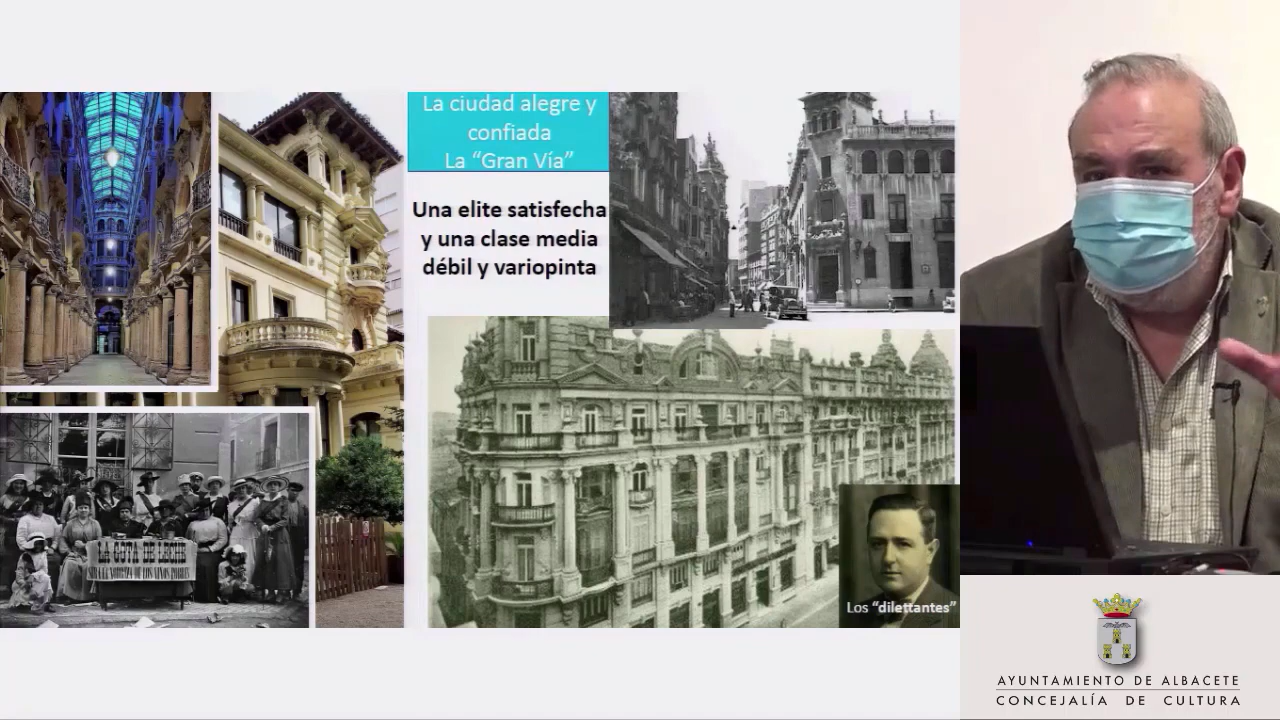 La ciudad alegre y
confiada
La “Gran Vía”
Una elite satisfecha
y una clase media
débil y variopinta
LA GOTA DE LECHE
Los “dilettantes”
AYUNTAMIENTO DE ALBACETE
CONCEJALÍA DE CULTURA